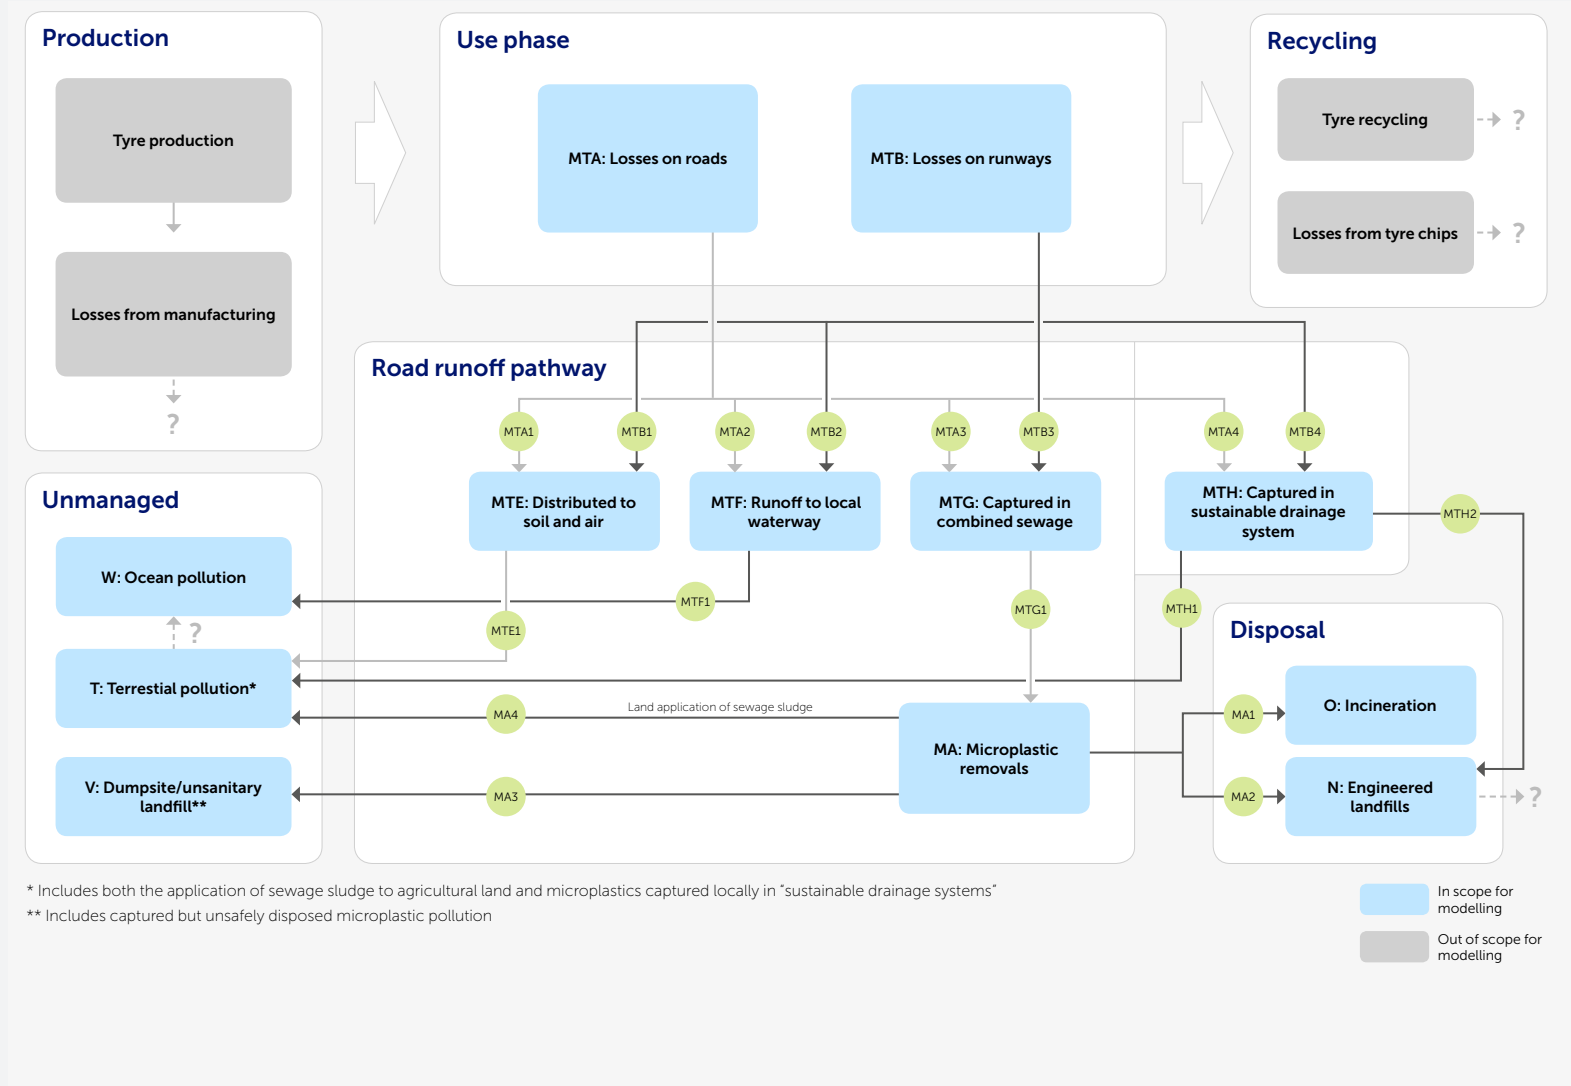 Production
Tyre production
Losses from manufacturing
?
Use phase
MTA: Losses on roads
MTB: Losses on runways
Recycling
Tyre recycling
?
Losses from tyre chips
?
Road runoff pathway
MTA1
MTB1
MTA2
MTB2
MTA3
MTB3
MTA4
MTB4
MTE: Distributed to
soil and air
MTF: Runoff to local
waterway
MTG: Captured in
combined sewage
MTH: Captured in
sustainable drainage
system
MTH2
MTF1
MTE1
MTG1
MTH1
Unmanaged
W: Ocean pollution
?
T: Terrestial pollution*
V: Dumpsite/unsanitary
landfill**
MA4
Land application of sewage sludge
MA3
MA: Microplastic
removals
Disposal
MA1
O: Incineration
MA2
N: Engineered
landfills
?
* Includes both the application of sewage sludge to agricultural land and microplastics captured locally in “sustainable drainage systems”
** Includes captured but unsafely disposed microplastic pollution
In scope for
modelling
Out of scope for
modelling